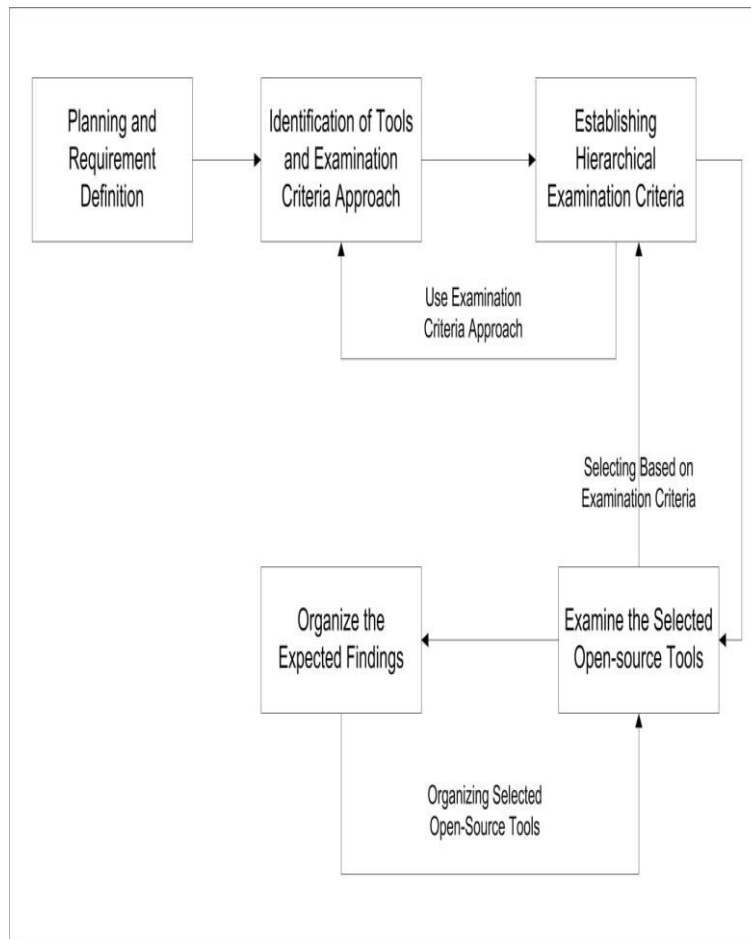 Planning and
Requirement
Definition
Identification of Tools
and Examination
Criteria Approach
Establishing
Hierarchical
Examination Criteria
Use Examination
Criteria Approach
Selecting Based on
Examination Criteria
Organize the
Expected Findings
Examine the Selected
Open-source Tools
Organizing Selected
Open-Source Tools